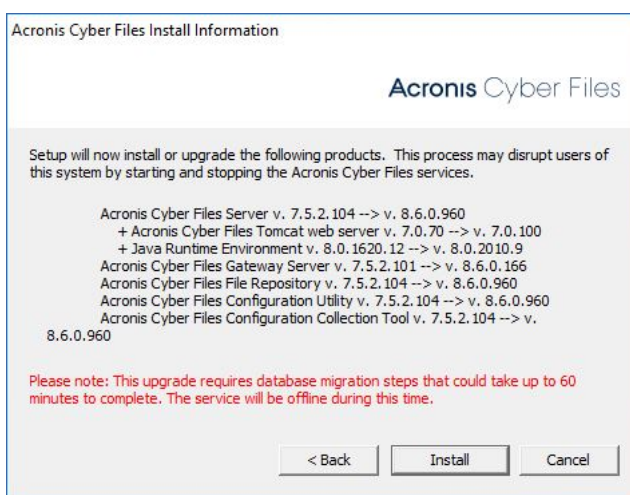 Acronis Cyber Files Install Information
Acronis Cyber Files
Setup will now install or upgrade the following products. This process may disrupt users of
this system by starting and stopping the Acronis Cyber Files services.
Acronis Cyber Files Server v. 7.5.2.104 --> v. 8.6.0.960
+ Acronis Cyber Files Tomcat web server v. 7.0.70 --> v. 7.0.100
+ Java Runtime Environment v. 8.0.1620.12 --> v. 8.0.2010.9
Acronis Cyber Files Gateway Server v. 7.5.2.101 --> v. 8.6.0.166
Acronis Cyber Files File Repository v. 7.5.2.104 --> v. 8.6.0.960
Acronis Cyber Files Configuration Utility v. 7.5.2.104 --> v. 8.6.0.960
Acronis Cyber Files Configuration Collection Tool v. 7.5.2.104 --> v.
8.6.0.960
Please note: This upgrade requires database migration steps that could take up to 60
minutes to complete. The service will be offline during this time.
< Back Install Cancel